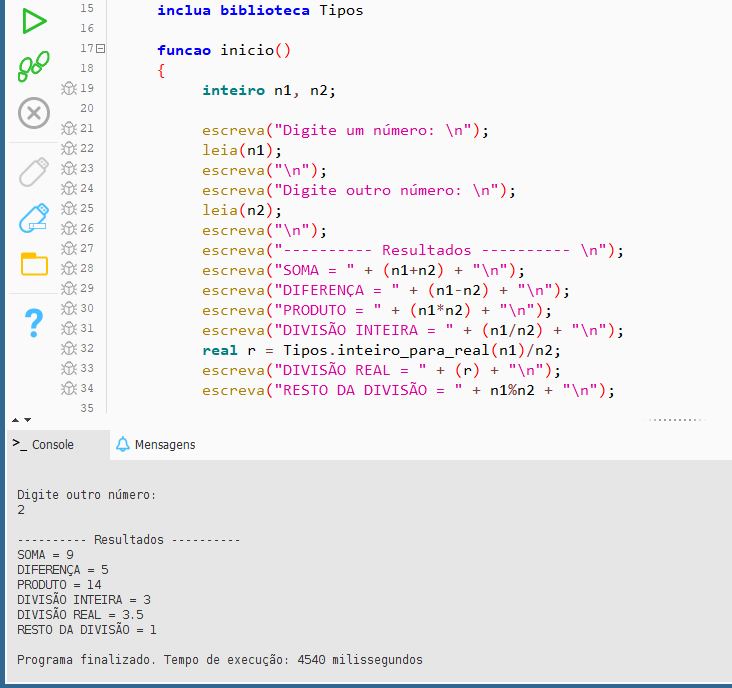 15 inclua biblioteca Tipos
16
17 funcao inicio()
18 {
19 inteiro n1, n2;
20
21 escreva("Digite um número: \n");
22 leia(n1);
23 escreva("\n");
24 escreva("Digite outro número: \n");
25 leia(n2);
26 escreva("\n");
27 escreva("---------- Resultados ---------- \n");
28 escreva("SOMA = " + (n1+n2) + "\n");
29 escreva("DIFERENÇA = " + (n1-n2) + "\n");
30 escreva("PRODUTO = " + (n1*n2) + "\n");
31 escreva("DIVISÃO INTEIRA = " + (n1/n2) + "\n");
32 real r = Tipos.inteiro_para_real(n1)/n2;
33 escreva("DIVISÃO REAL = " + (r) + "\n");
34 escreva("RESTO DA DIVISÃO = " + n1%n2 + "\n");
35
>_ Console Mensagens
Digite outro número:
2
---------- Resultados ----------
SOMA = 9
DIFERENÇA = 5
PRODUTO = 14
DIVISÃO INTEIRA = 3
DIVISÃO REAL = 3.5
RESTO DA DIVISÃO = 1
Programa finalizado. Tempo de execução: 4540 milissegundos